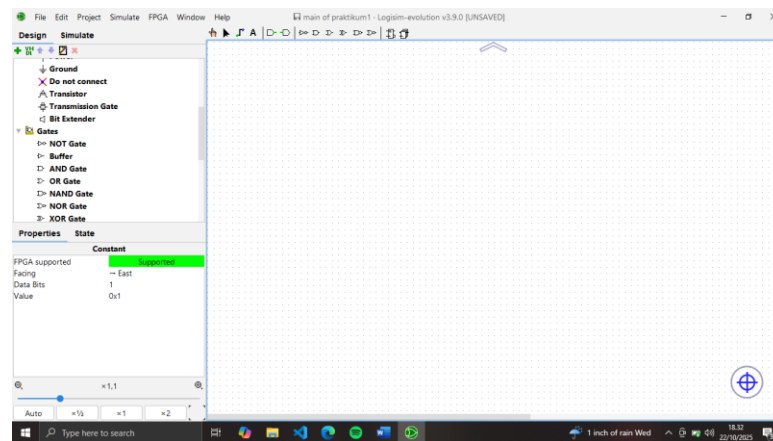 File Edit Project Simulate FPGA Window Help
main of praktikum1 - Logisim-evolution v3.9.0 [UNSAVED]
Design Simulate
A
Ground
Do not connect
Transistor
Transmission Gate
Bit Extender
Gates
NOT Gate
Buffer
AND Gate
OR Gate
NAND Gate
NOR Gate
XOR Gate
Properties State
Constant
FPGA supported Supported
Facing → East
Data Bits 1
Value 0x1
×1,1
Auto ×½ ×1 ×2
Type here to search
1 inch of rain Wed
18.32
22/10/2025